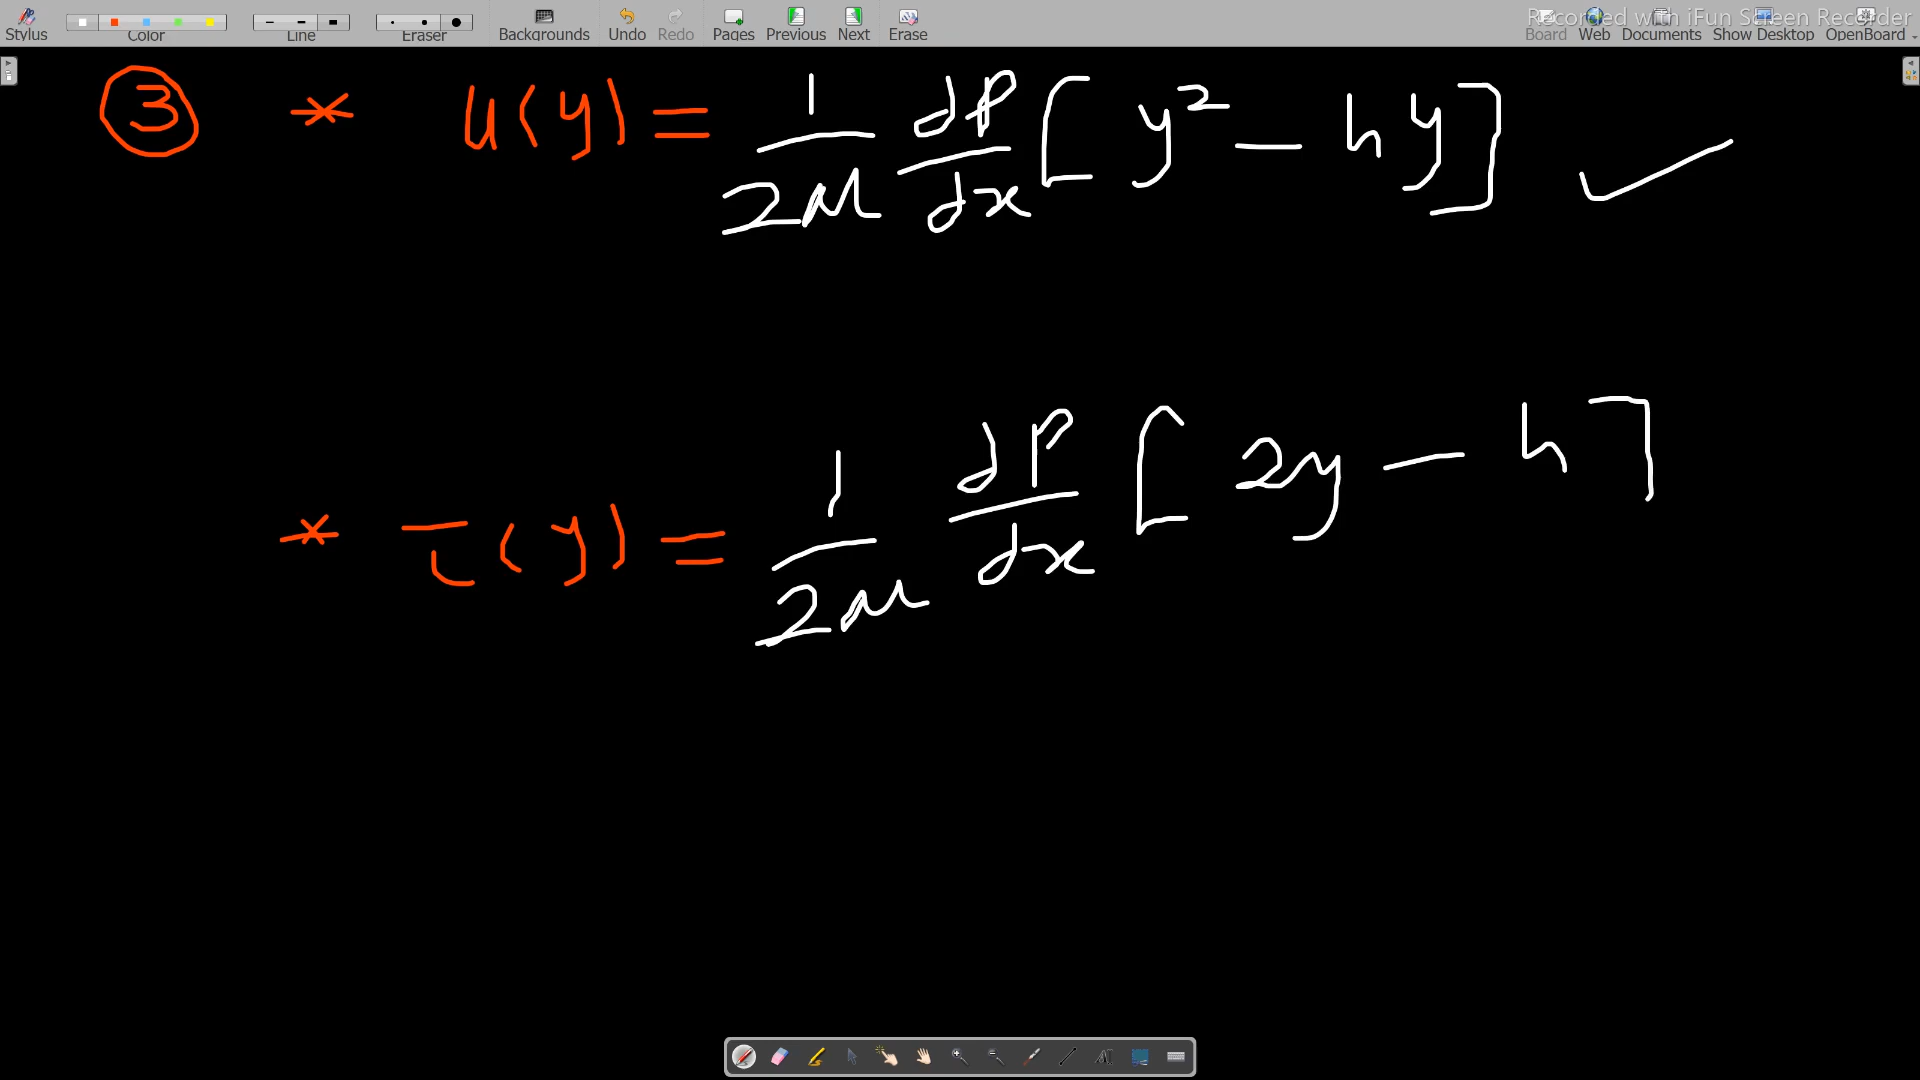 Recorded with iFun Screen Recorder
Stylus Color Line Eraser Backgrounds Undo Redo Pages Previous Next Erase Board Web Documents Show Desktop OpenBoard
③ * u(y) = 1/2μ dP/dx [y² - hy] ✓
* τ(y) = 1/2μ dP/dx [2y - h]